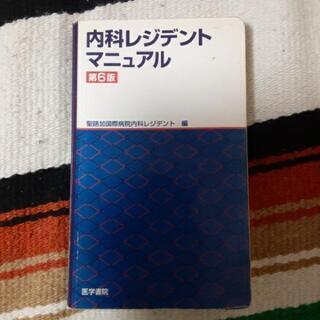 内科レジデント
マニュアル
第6版
聖路加国際病院内科レジデント 編
医学書院